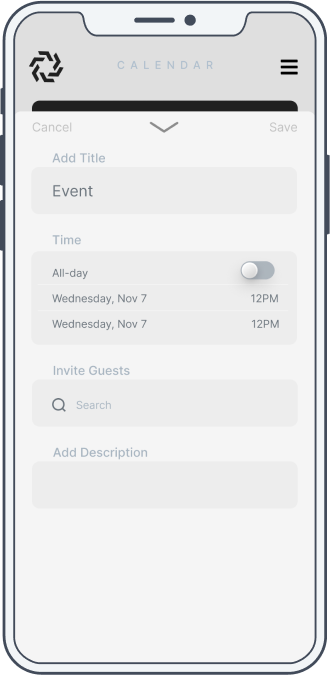 CALENDAR
Cancel Save
Add Title
Event
Time
All-day
Wednesday, Nov 7 12PM
Wednesday, Nov 7 12PM
Invite Guests
Search
Add Description